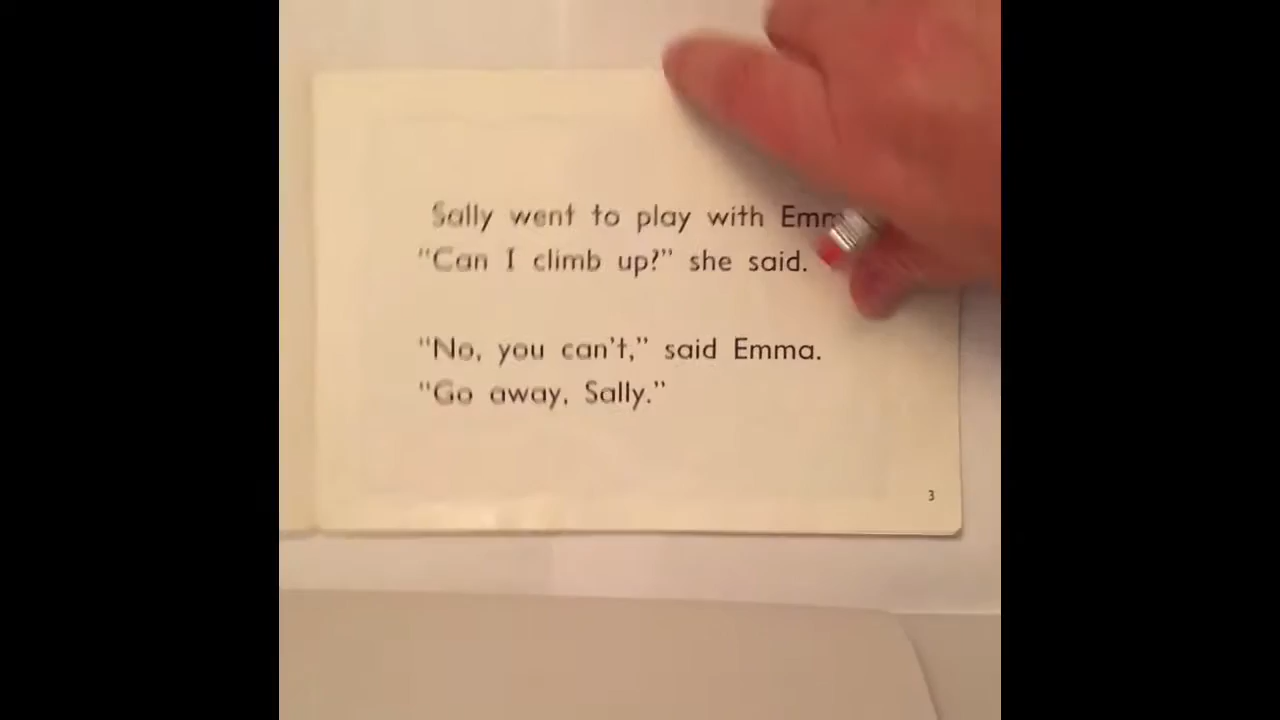 Sally went to play with
“Can I climb up?” she said.
“No, you can’t,” said Emma.
“Go away, Sally.”
3